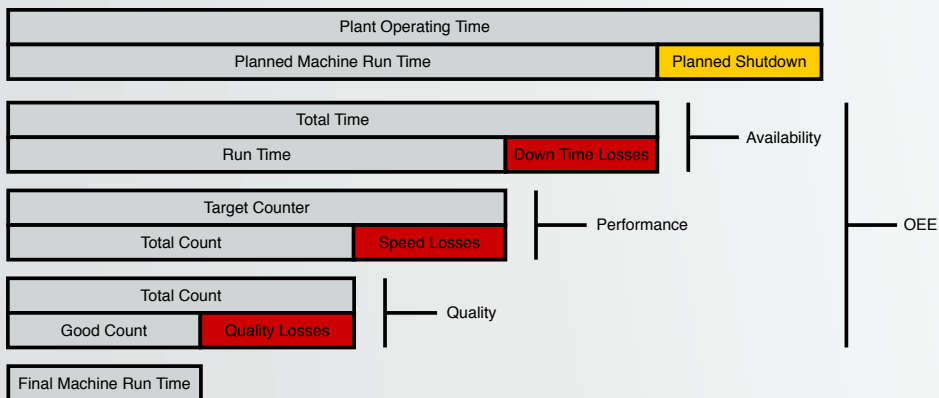 Plant Operating Time
Planned Machine Run Time
Planned Shutdown
Total Time
Run Time
Down Time Losses
Availability
Target Counter
Total Count
Speed Losses
Performance
OEE
Total Count
Good Count
Quality Losses
Quality
Final Machine Run Time